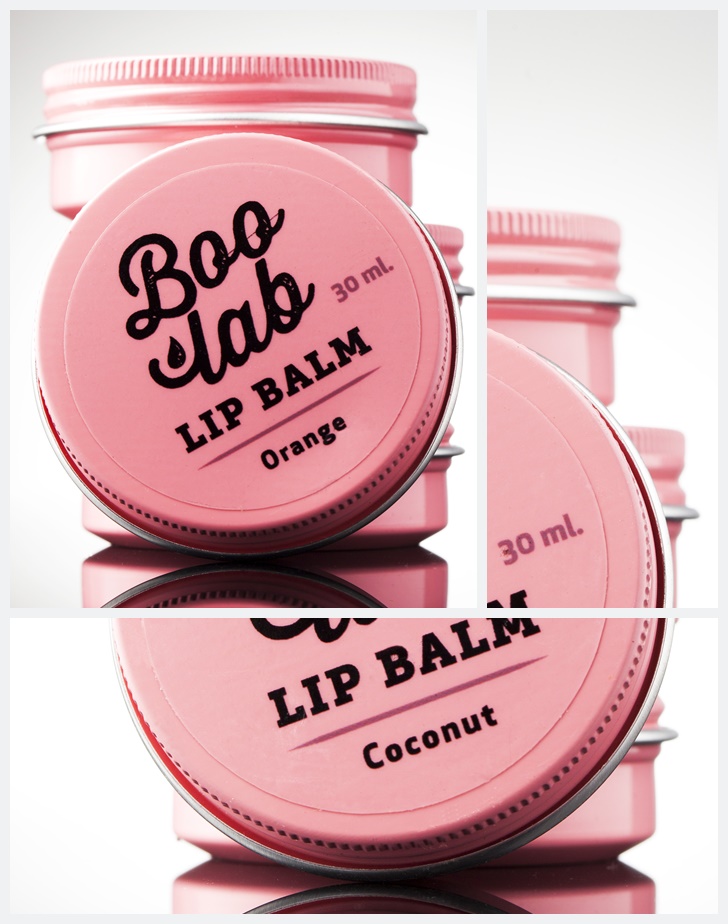 Boo
lab
30 ml.
LIP BALM
Orange
30 ml.
LIP BALM
Coconut